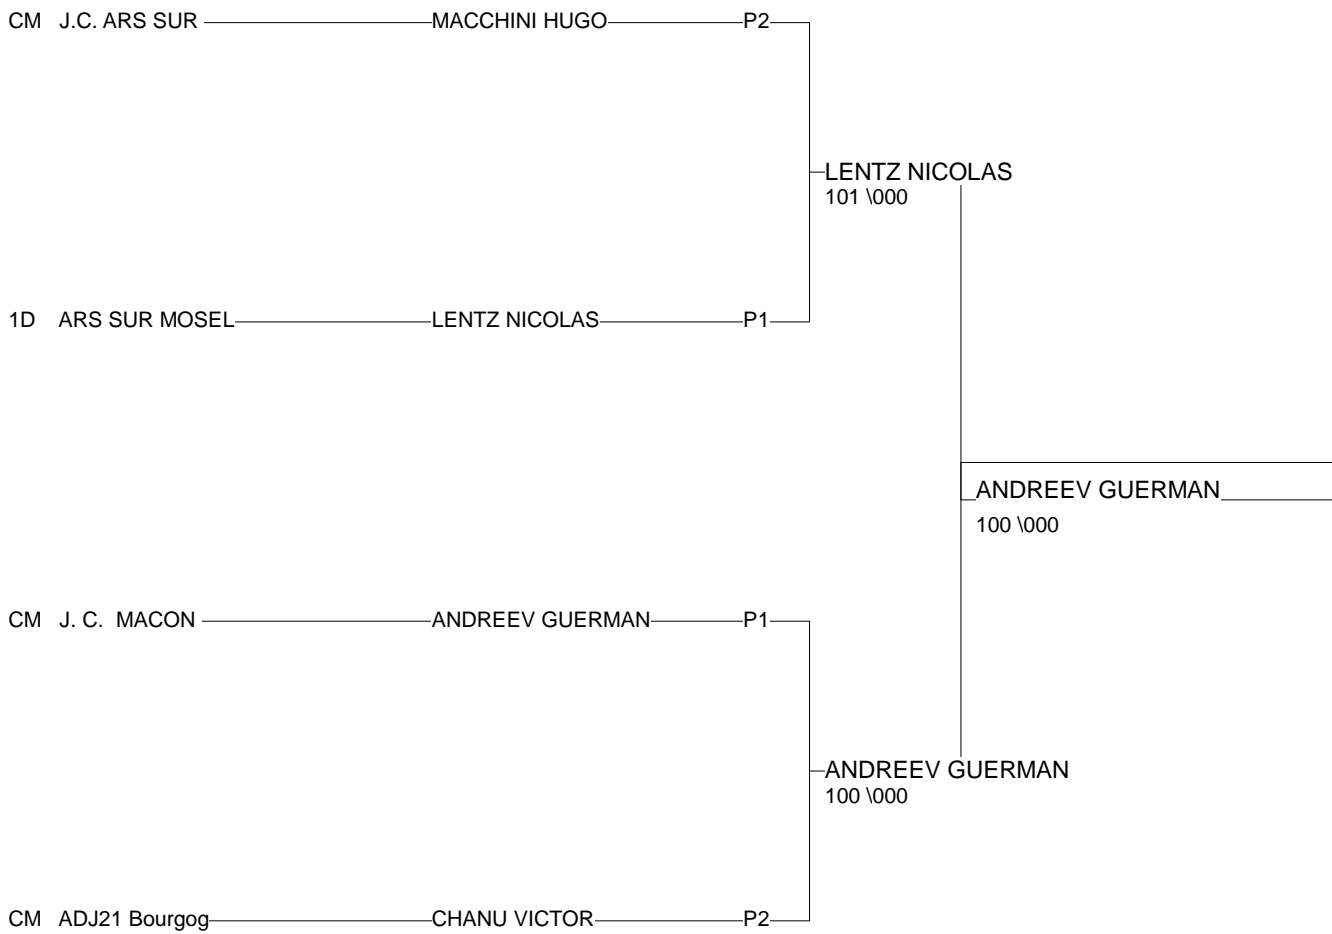 CM J.C. ARS SUR MACCHINI HUGO P2
LENTZ NICOLAS
101 \000
1D ARS SUR MOSEL LENTZ NICOLAS P1
ANDREEV GUERMAN
100 \000
CM J. C. MACON ANDREEV GUERMAN P1
ANDREEV GUERMAN
100 \000
CM ADJ21 Bourgog CHANU VICTOR P2